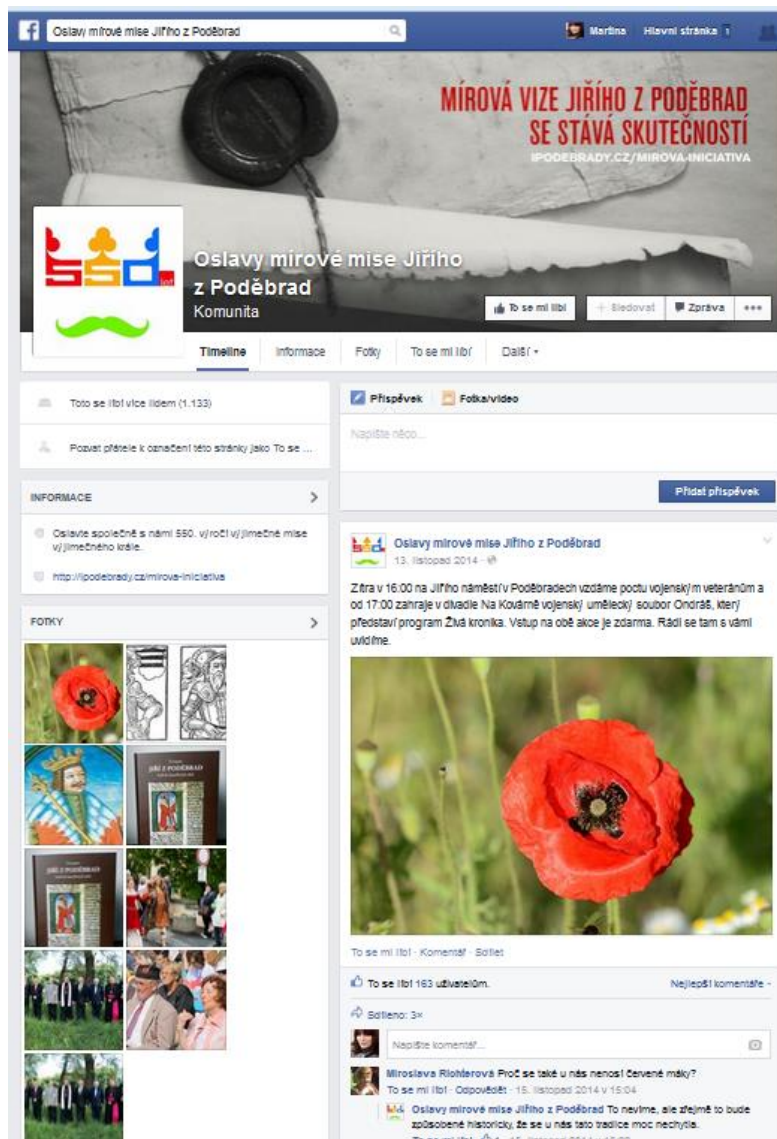 Oslavy mírové mise Jiřího z Poděbrad
Martina
Hlavní stránka 1
MÍROVÁ VIZE JIŘÍHO Z PODĚBRAD
SE STÁVÁ SKUTEČNOSTÍ
IPODEBRADY.CZ/MIROVA-INICIATIVA
550.
let
Oslavy mírové mise Jiřího
z Poděbrad
Komunita
To se mi líbí
Sledovat
Zpráva
Timeline
Informace
Fotky
To se mi líbí
Další
Toto se líbí více lidem (1.133)
Pozvat přátele k označení této stránky jako To se ...
INFORMACE
Oslavte společně s námi 550. výročí výjimečné mise
výjimečného krále.
http://ipodebrady.cz/mirova-iniciativa
FOTKY
JIŘÍ Z PODĚBRAD
JIŘÍ Z PODĚBRAD
Příspěvek
Fotka/video
Napište něco...
Přidat příspěvek
Oslavy mírové mise Jiřího z Poděbrad
13. listopad 2014 ·
Zítra v 16:00 na Jiřího náměstí v Poděbradech vzdáme poctu vojenským veteránům a
od 17:00 zahraje v divadle Na Kovárně vojenský umělecký soubor Ondráš, který
představí program Živá kronika. Vstup na obě akce je zdarma. Rádi se tam s vámi
uvidíme.
To se mi líbí · Komentář · Sdílet
To se líbí 163 uživatelům.
Nejlepší komentáře
Sdíleno: 3×
Napište komentář...
Miroslava Richterová Proč se také u nás nenosí červené máky?
To se mi líbí · Odpovědět · 15. listopad 2014 v 15:04
Oslavy mírové mise Jiřího z Poděbrad To nevíme, ale zřejmě to bude
způsobené historicky, že se u nás tato tradice moc nechytla.